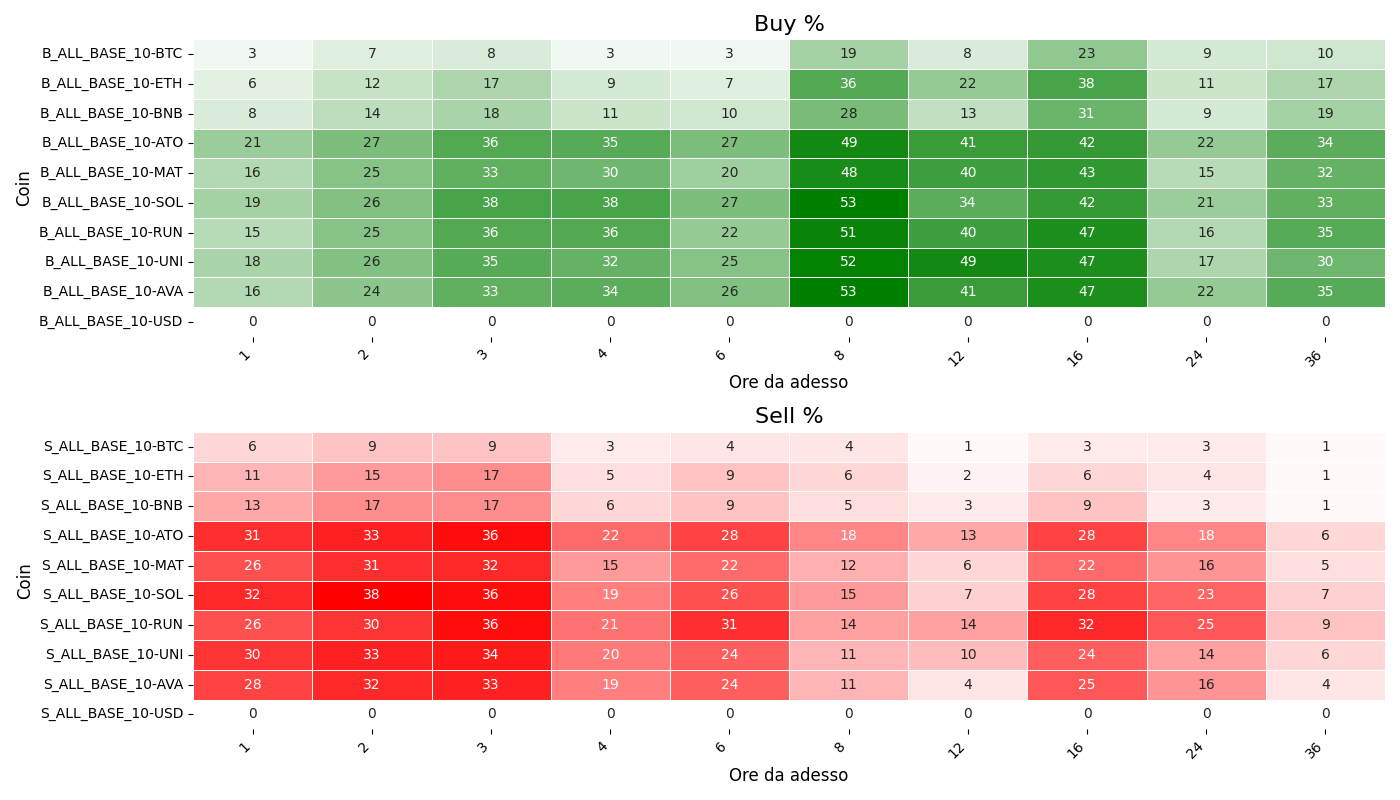 Buy %
Coin
B_ALL_BASE_10-BTC 3 7 8 3 3 19 8 23 9 10
B_ALL_BASE_10-ETH 6 12 17 9 7 36 22 38 11 17
B_ALL_BASE_10-BNB 8 14 18 11 10 28 13 31 9 19
B_ALL_BASE_10-ATO 21 27 36 35 27 49 41 42 22 34
B_ALL_BASE_10-MAT 16 25 33 30 20 48 40 43 15 32
B_ALL_BASE_10-SOL 19 26 38 38 27 53 34 42 21 33
B_ALL_BASE_10-RUN 15 25 36 36 22 51 40 47 16 35
B_ALL_BASE_10-UNI 18 26 35 32 25 52 49 47 17 30
B_ALL_BASE_10-AVA 16 24 33 34 26 53 41 47 22 35
B_ALL_BASE_10-USD 0 0 0 0 0 0 0 0 0 0
1 2 3 4 6 8 12 16 24 36
Ore da adesso
Sell %
Coin
S_ALL_BASE_10-BTC 6 9 9 3 4 4 1 3 3 1
S_ALL_BASE_10-ETH 11 15 17 5 9 6 2 6 4 1
S_ALL_BASE_10-BNB 13 17 17 6 9 5 3 9 3 1
S_ALL_BASE_10-ATO 31 33 36 22 28 18 13 28 18 6
S_ALL_BASE_10-MAT 26 31 32 15 22 12 6 22 16 5
S_ALL_BASE_10-SOL 32 38 36 19 26 15 7 28 23 7
S_ALL_BASE_10-RUN 26 30 36 21 31 14 14 32 25 9
S_ALL_BASE_10-UNI 30 33 34 20 24 11 10 24 14 6
S_ALL_BASE_10-AVA 28 32 33 19 24 11 4 25 16 4
S_ALL_BASE_10-USD 0 0 0 0 0 0 0 0 0 0
1 2 3 4 6 8 12 16 24 36
Ore da adesso